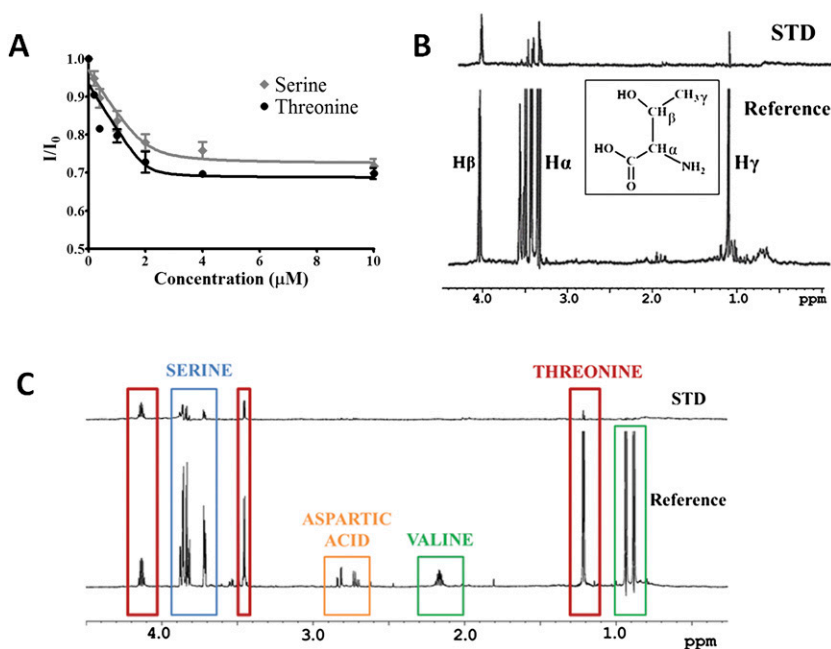 A
I/I₀
1.0
0.9
0.8
0.7
0.6
0.5
0 2 4 6 8 10
Concentration (μM)
Serine
Threonine
B
STD
Reference
Hβ
Hα
Hγ
HO
CH₃γ
CH
β
CH
α
HO
C
NH₂
O
4.0 3.0 2.0 1.0 ppm
C
SERINE
THREONINE
STD
ASPARTIC
ACID
VALINE
Reference
4.0 3.0 2.0 1.0 ppm